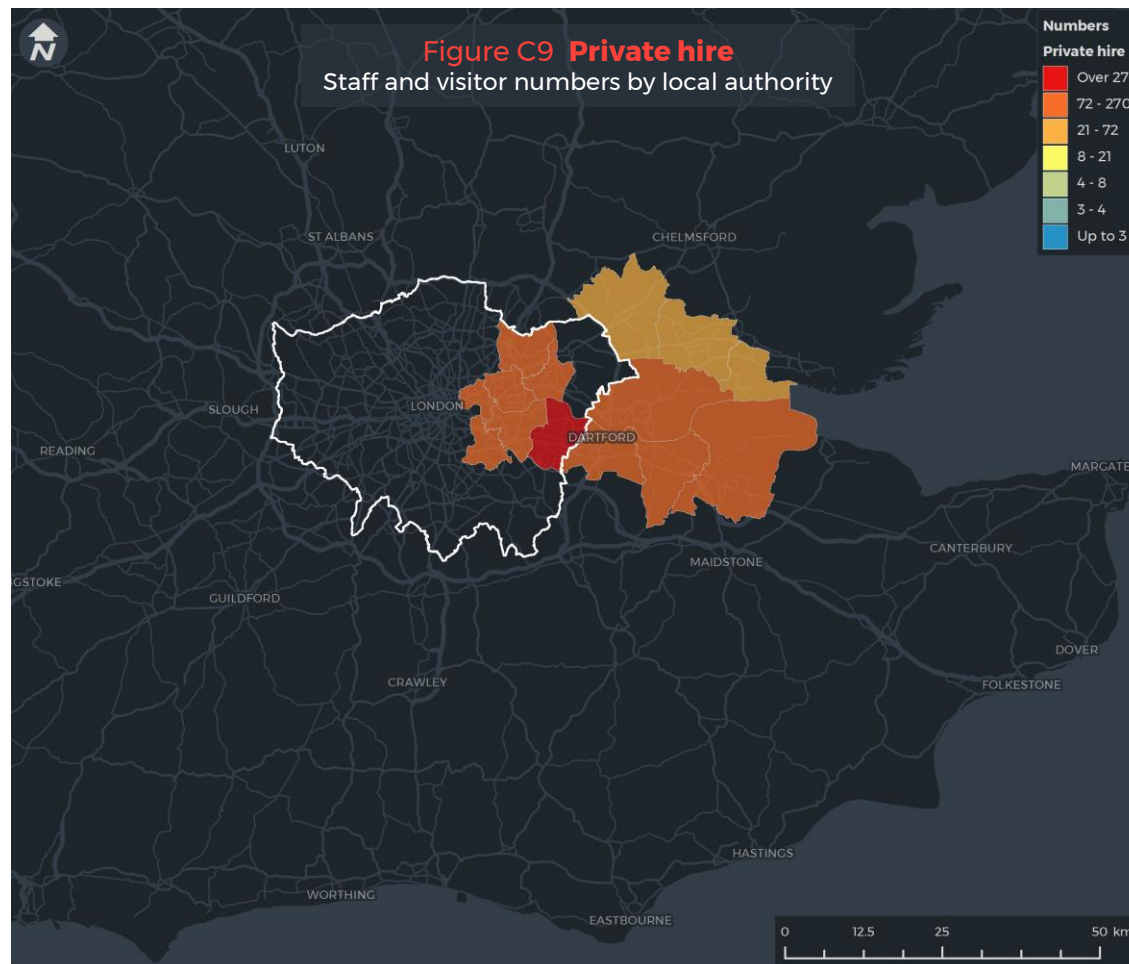 N
Figure C9 Private hire
Staff and visitor numbers by local authority
Numbers
Private hire
Over 27
72 - 270
21 - 72
8 - 21
4 - 8
3 - 4
Up to 3
LUTON
ST ALBANS
CHELMSFORD
SLOUGH
LONDON
DARTFORD
READING
MARGATE
CANTERBURY
MAIDSTONE
GSTOKE
GUILDFORD
DOVER
CRAWLEY
FOLKESTONE
HASTINGS
WORTHING
EASTBOURNE
0 12.5 25 50 km